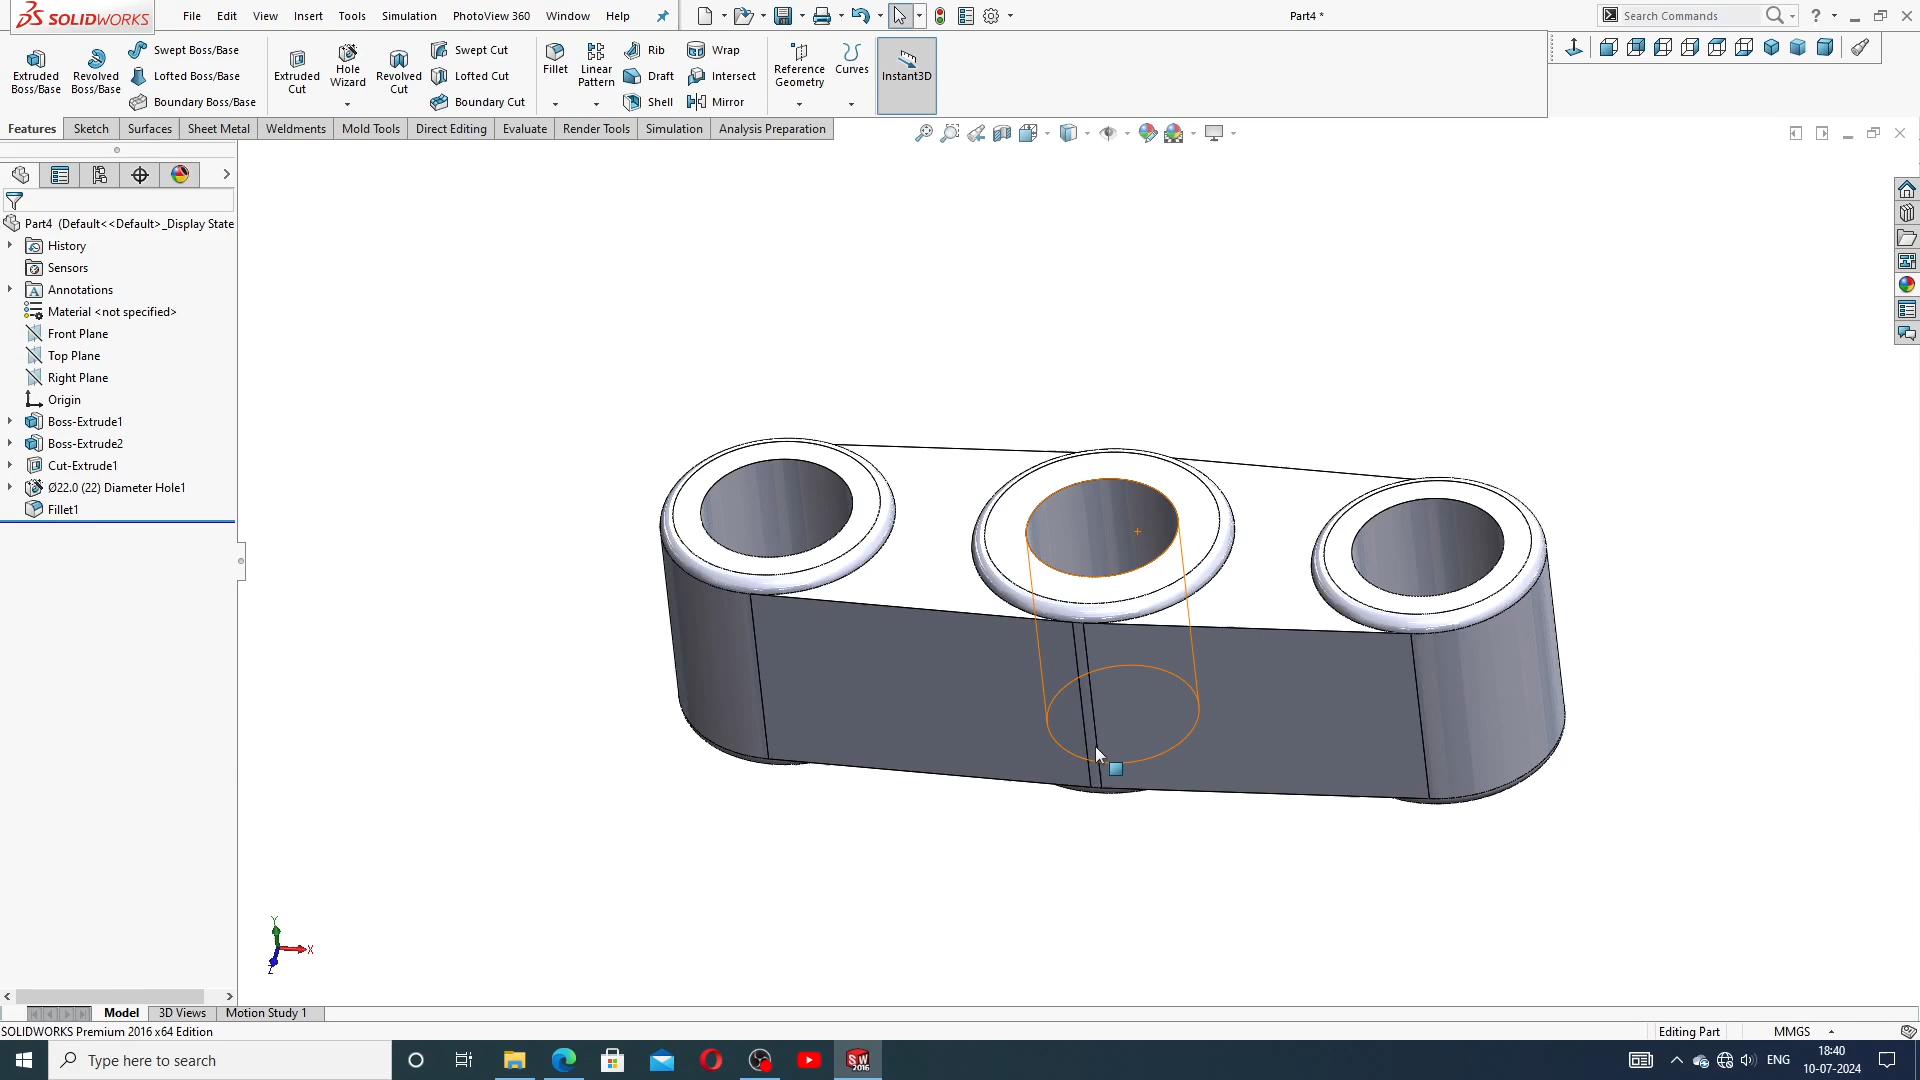 SOLIDWORKS File Edit View Insert Tools Simulation PhotoView 360 Window Help Part4 * Search Commands
Extruded Boss/Base
Revolved Boss/Base
Swept Boss/Base
Lofted Boss/Base
Boundary Boss/Base
Extruded Cut
Hole Wizard
Revolved Cut
Swept Cut
Lofted Cut
Boundary Cut
Fillet
Linear Pattern
Rib
Draft
Shell
Wrap
Intersect
Mirror
Reference Geometry
Curves
Instant3D
Features Sketch Surfaces Sheet Metal Weldments Mold Tools Direct Editing Evaluate Render Tools Simulation Analysis Preparation
Part4 (Default<<Default>_Display State
History
Sensors
Annotations
Material <not specified>
Front Plane
Top Plane
Right Plane
Origin
Boss-Extrude1
Boss-Extrude2
Cut-Extrude1
Ø22.0 (22) Diameter Hole1
Fillet1
Y
X
Z
Model 3D Views Motion Study 1
SOLIDWORKS Premium 2016 x64 Edition Editing Part MMGS
Type here to search
SW
2016
ENG
18:40
10-07-2024